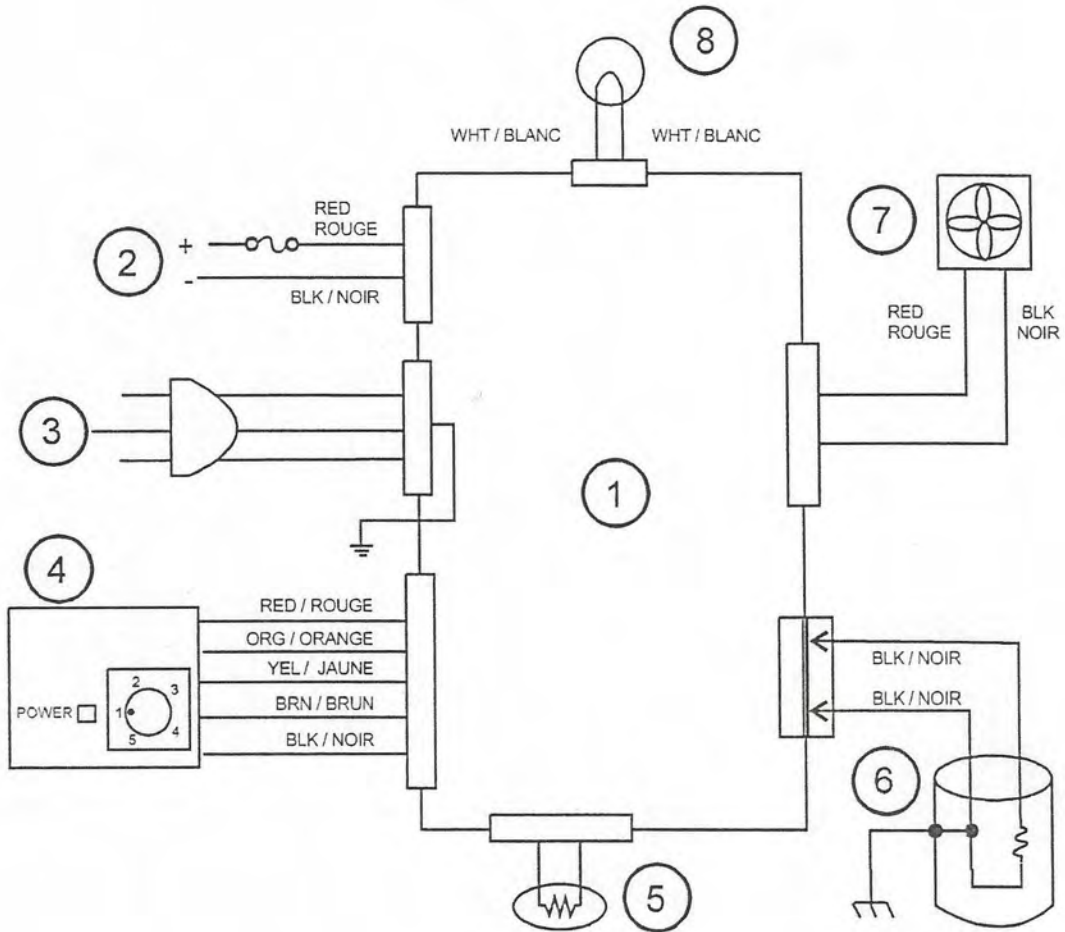 8
WHT / BLANC
WHT / BLANC
RED
ROUGE
7
2
+
-
BLK / NOIR
RED
ROUGE
BLK
NOIR
3
1
4
RED / ROUGE
ORG / ORANGE
YEL / JAUNE
BRN / BRUN
BLK / NOIR
POWER
1
2
3
4
5
BLK / NOIR
BLK / NOIR
6
5